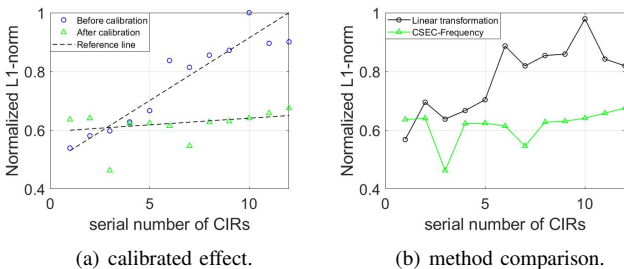 1
0.8
0.6
0.4
Normalized L1-norm
Before calibration
After calibration
Reference line
5
10
serial number of CIRs
(a) calibrated effect.
1
0.8
0.6
0.4
Normalized L1-norm
Linear transformation
CSEC-Frequency
0
5
10
serial number of CIRs
(b) method comparison.